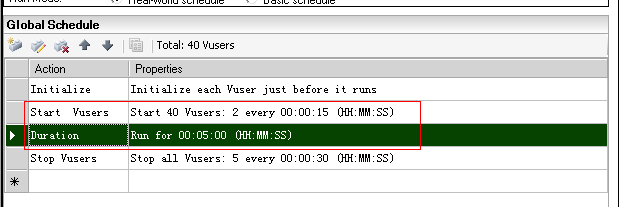 Run Mode: Real-world schedule Basic schedule
Global Schedule
Total: 40 Vusers
Action Properties
Initialize Initialize each Vuser just before it runs
Start Vusers Start 40 Vusers: 2 every 00:00:15 (HH:MM:SS)
Duration Run for 00:05:00 (HH:MM:SS)
Stop Vusers Stop all Vusers: 5 every 00:00:30 (HH:MM:SS)